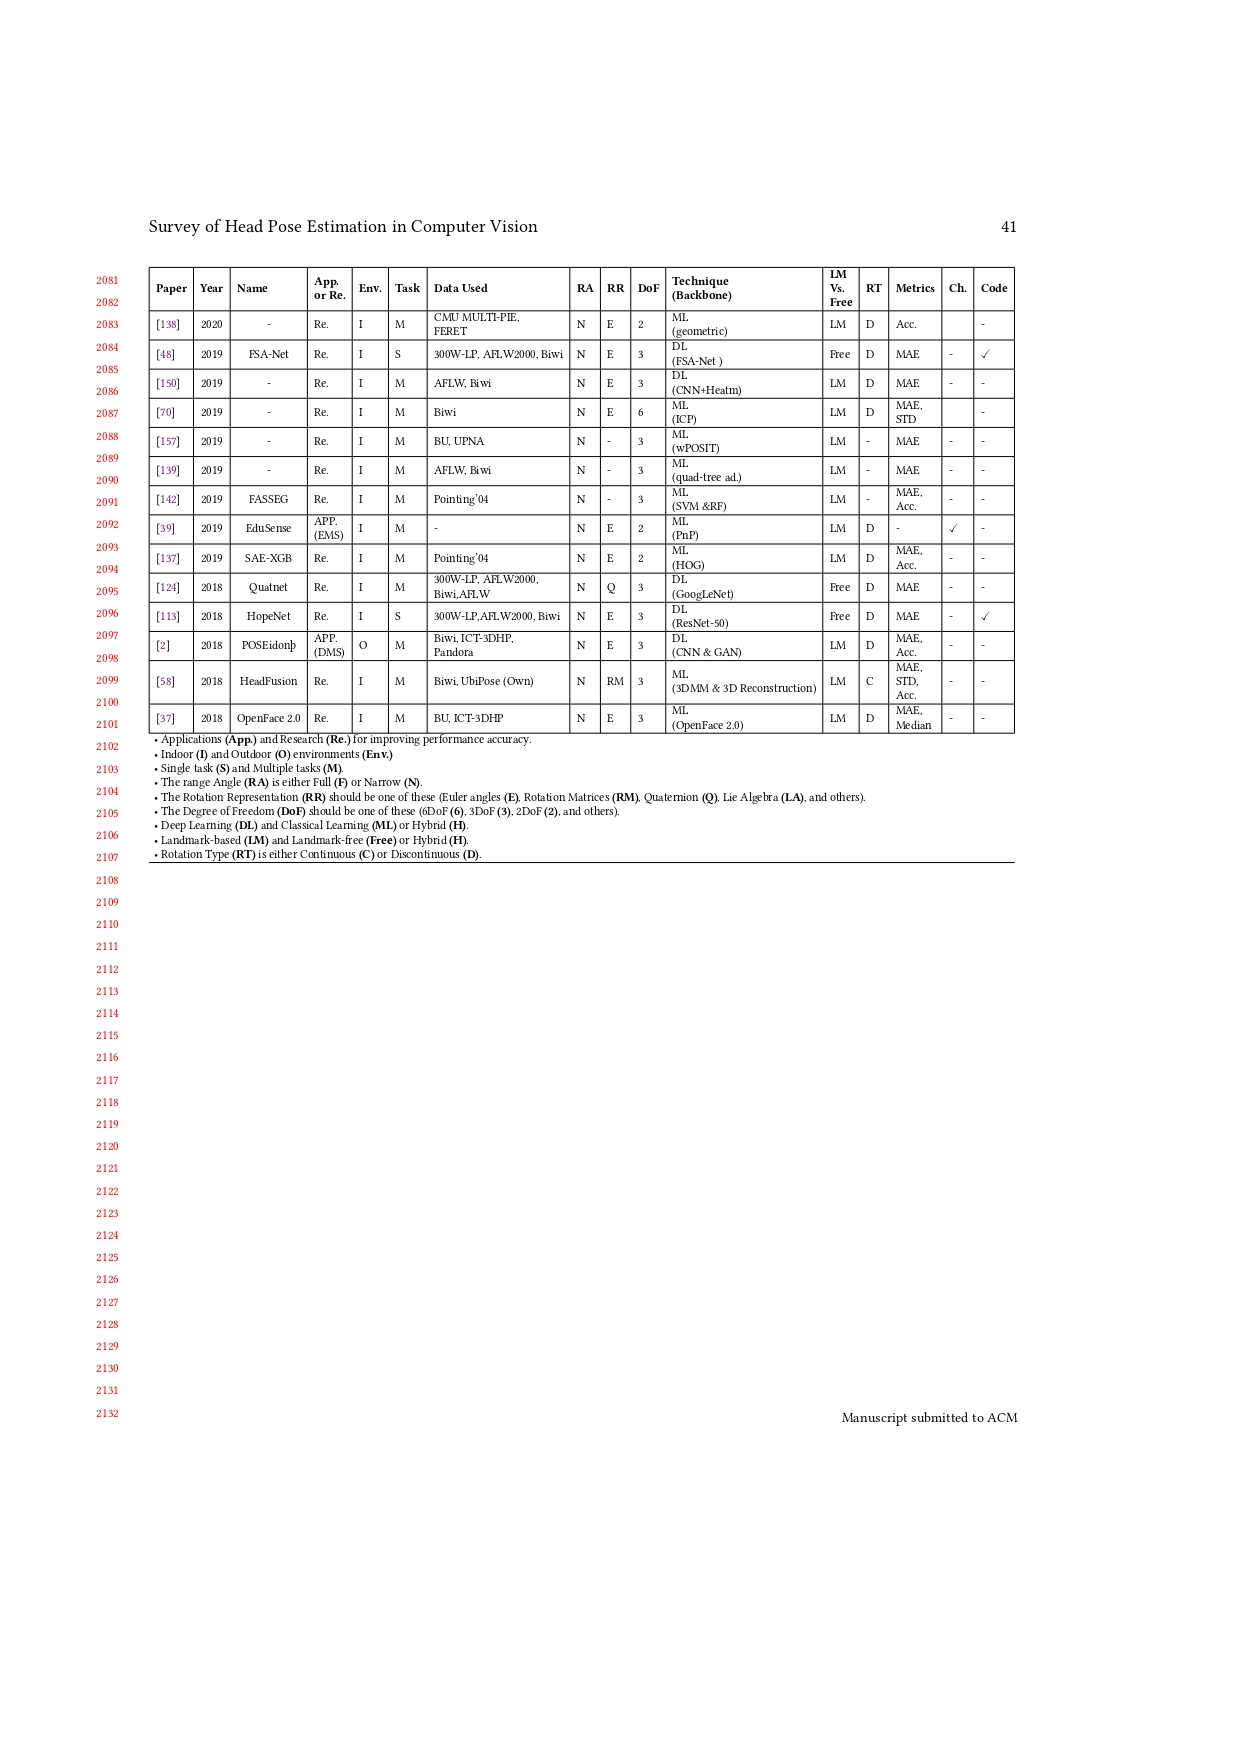 Survey of Head Pose Estimation in Computer Vision 41
2081
2082
2083
2084
2085
2086
2087
2088
2089
2090
2091
2092
2093
2094
2095
2096
2097
2098
2099
2100
2101
2102
2103
2104
2105
2106
2107
2108
2109
2110
2111
2112
2113
2114
2115
2116
2117
2118
2119
2120
2121
2122
2123
2124
2125
2126
2127
2128
2129
2130
2131
2132
Paper Year Name App. or Re. Env. Task Data Used RA RR DoF Technique (Backbone) LM Vs. Free RT Metrics Ch. Code
[138] 2020 - Re. I M CMU MULTI-PIE, FERET N E 2 ML (geometric) LM D Acc. -
[48] 2019 FSA-Net Re. I S 300W-LP, AFLW2000, Biwi N E 3 DL (FSA-Net ) Free D MAE - ✓
[150] 2019 - Re. I M AFLW, Biwi N E 3 DL (CNN+Heatm) LM D MAE - -
[70] 2019 - Re. I M Biwi N E 6 ML (ICP) LM D MAE, STD -
[157] 2019 - Re. I M BU, UPNA N - 3 ML (wPOSIT) LM - MAE - -
[139] 2019 - Re. I M AFLW, Biwi N - 3 ML (quad-tree ad.) LM - MAE - -
[142] 2019 FASSEG Re. I M Pointing'04 N - 3 ML (SVM &RF) LM - MAE, Acc. - -
[39] 2019 EduSense APP. (EMS) I M - N E 2 ML (PnP) LM D - ✓ -
[137] 2019 SAE-XGB Re. I M Pointing'04 N E 2 ML (HOG) LM D MAE, Acc. - -
[124] 2018 Quatnet Re. I M 300W-LP, AFLW2000, Biwi,AFLW N Q 3 DL (GoogLeNet) Free D MAE - -
[113] 2018 HopeNet Re. I S 300W-LP,AFLW2000, Biwi N E 3 DL (ResNet-50) Free D MAE - ✓
[2] 2018 POSEidonþ APP. (DMS) O M Biwi, ICT-3DHP, Pandora N E 3 DL (CNN & GAN) LM D MAE, Acc. - -
[58] 2018 HeadFusion Re. I M Biwi, UbiPose (Own) N RM 3 ML (3DMM & 3D Reconstruction) LM C MAE, STD, Acc. - -
[37] 2018 OpenFace 2.0 Re. I M BU, ICT-3DHP N E 3 ML (OpenFace 2.0) LM D MAE, Median - -
• Applications (App.) and Research (Re.) for improving performance accuracy.
• Indoor (I) and Outdoor (O) environments (Env.)
• Single task (S) and Multiple tasks (M).
• The range Angle (RA) is either Full (F) or Narrow (N).
• The Rotation Representation (RR) should be one of these (Euler angles (E), Rotation Matrices (RM), Quaternion (Q), Lie Algebra (LA), and others).
• The Degree of Freedom (DoF) should be one of these (6DoF (6), 3DoF (3), 2DoF (2), and others).
• Deep Learning (DL) and Classical Learning (ML) or Hybrid (H).
• Landmark-based (LM) and Landmark-free (Free) or Hybrid (H).
• Rotation Type (RT) is either Continuous (C) or Discontinuous (D).
Manuscript submitted to ACM